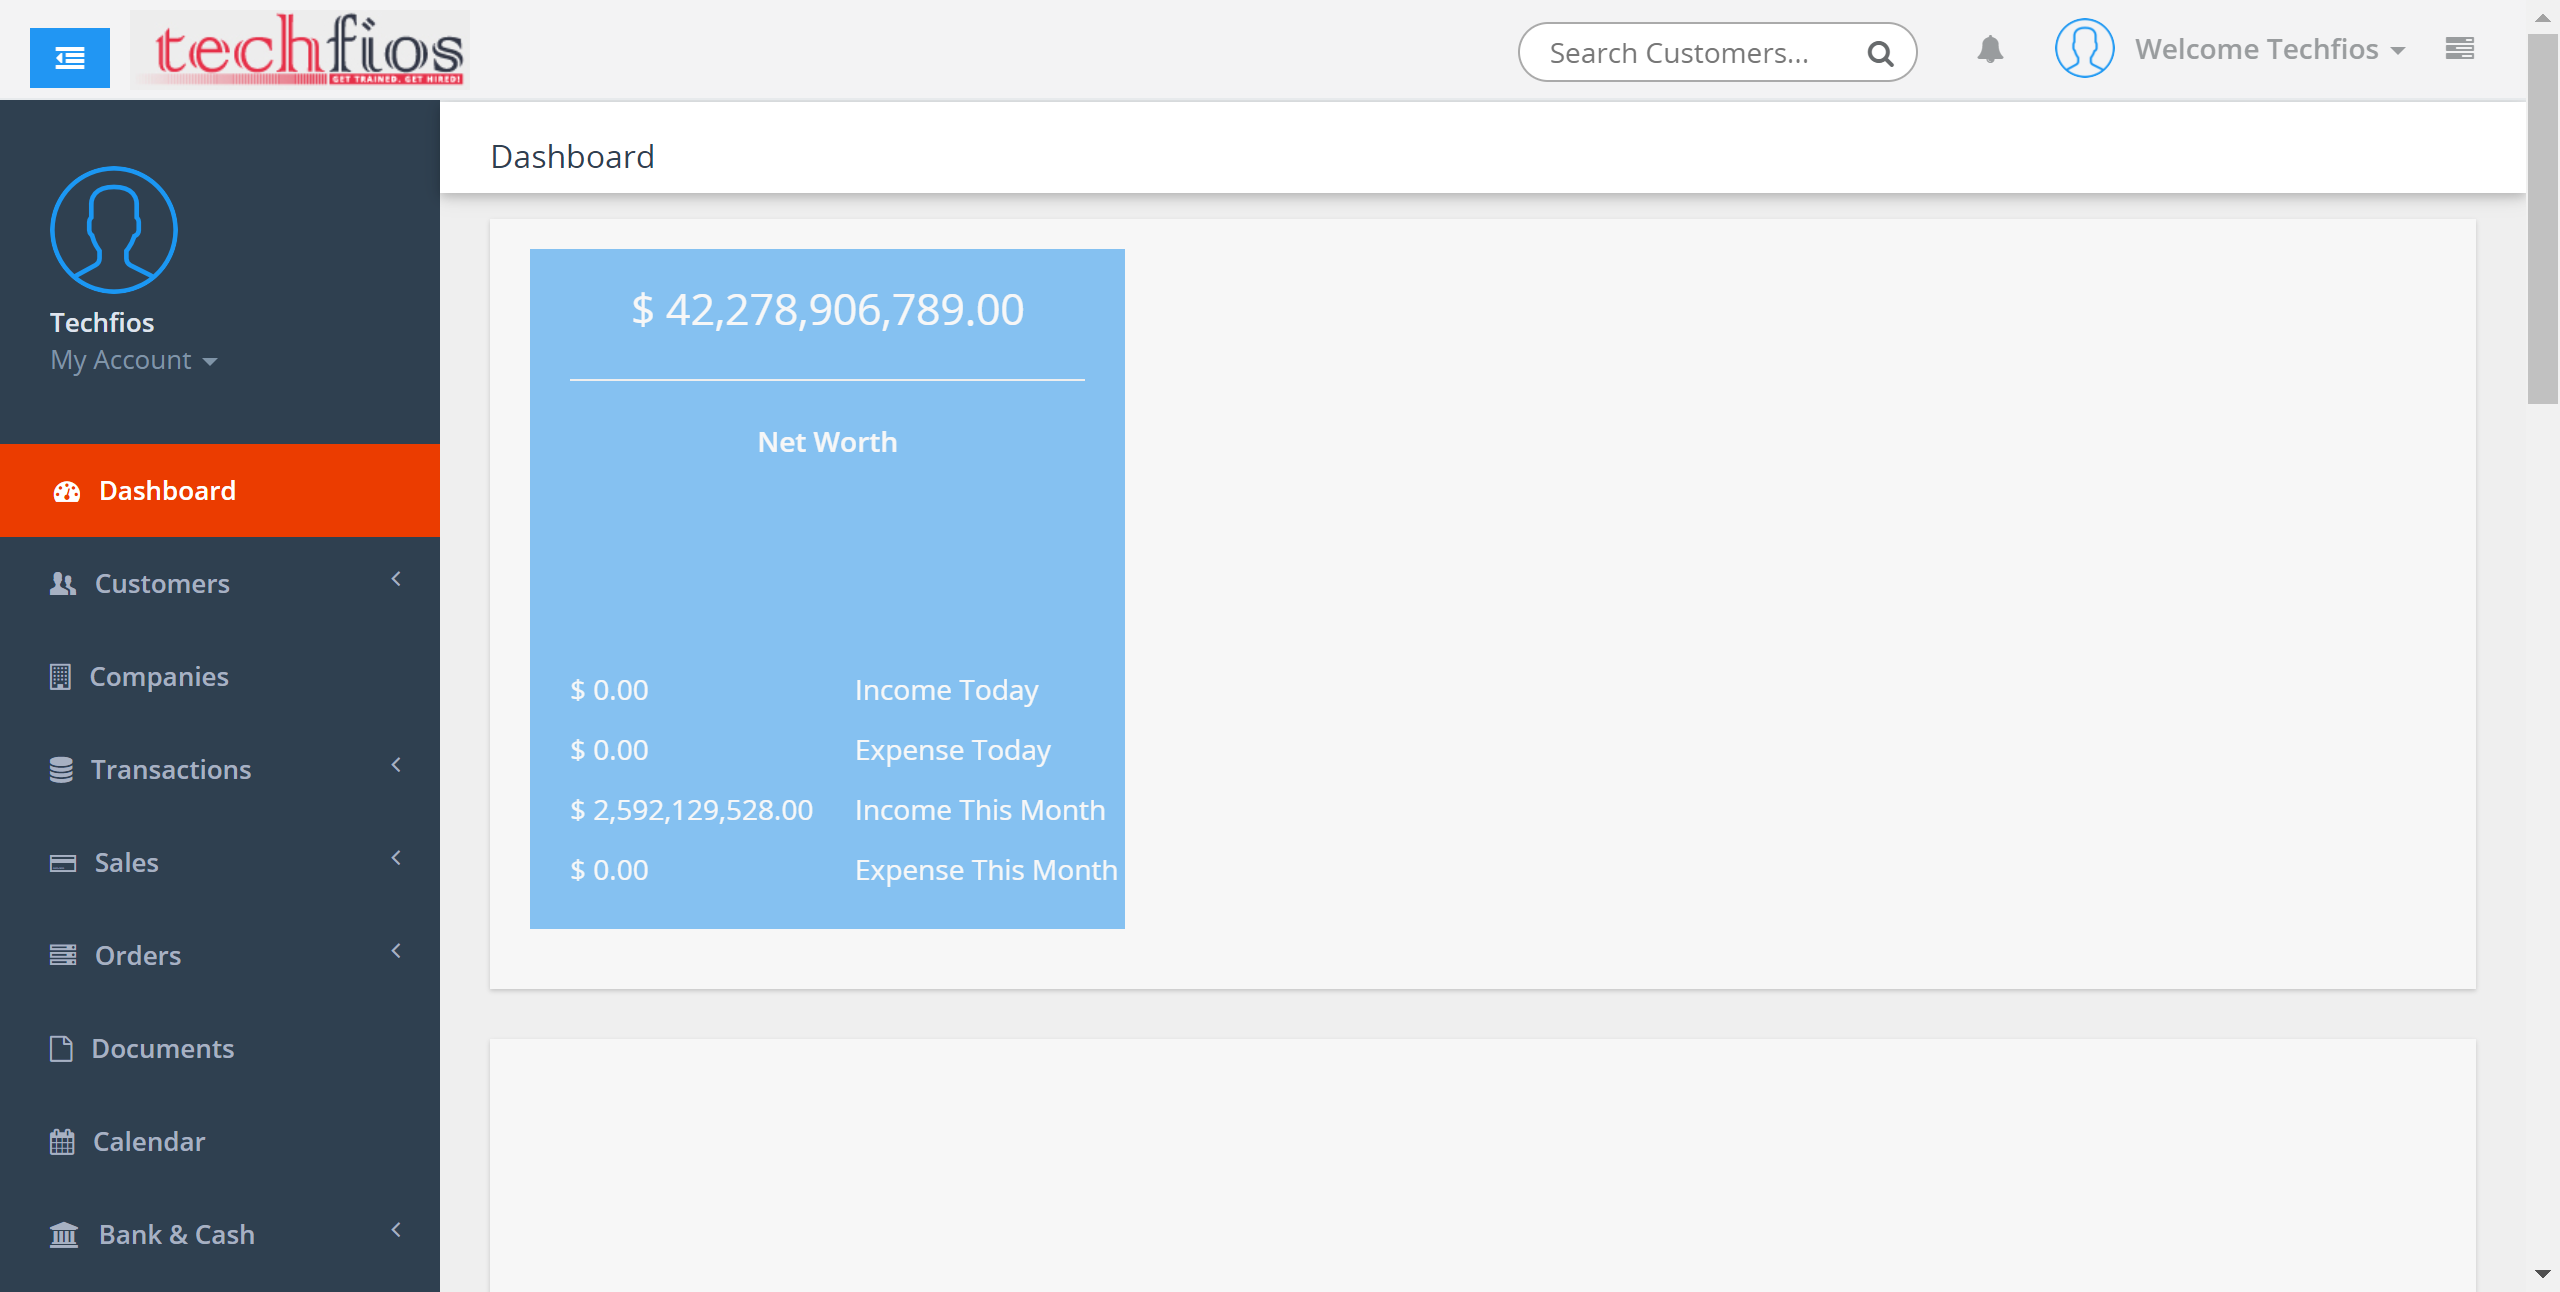 techfios
GET TRAINED. GET HIRED!
Search Customers...
Welcome Techfios
Techfios
My Account
Dashboard
Customers
Companies
Transactions
Sales
Orders
Documents
Calendar
Bank & Cash
Dashboard
$ 42,278,906,789.00
Net Worth
$ 0.00 Income Today
$ 0.00 Expense Today
$ 2,592,129,528.00 Income This Month
$ 0.00 Expense This Month